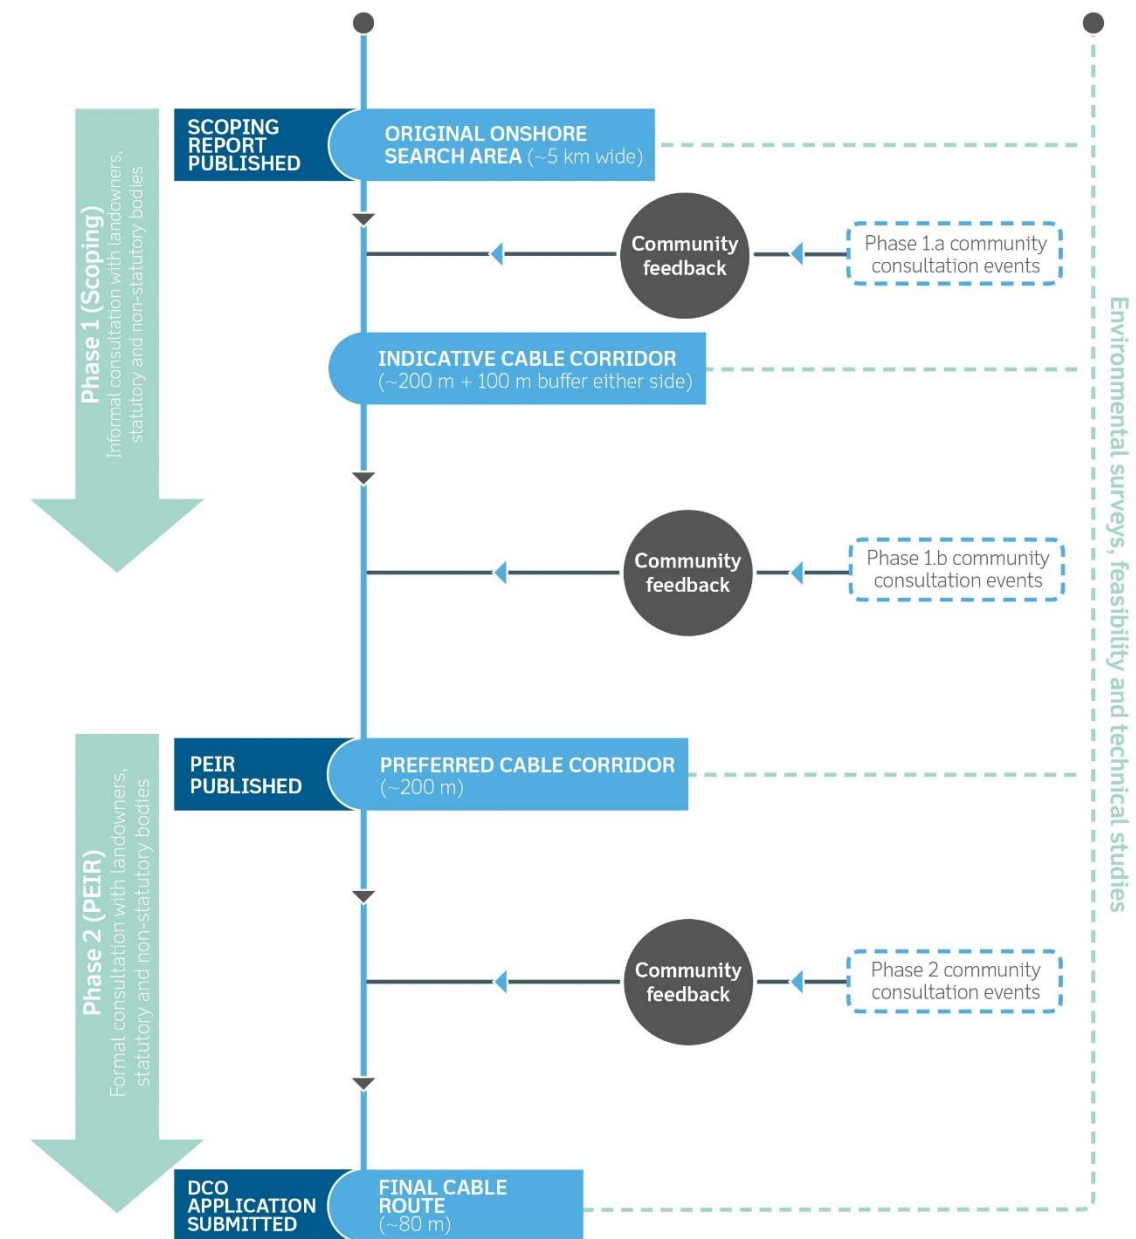 SCOPING
REPORT
PUBLISHED
ORIGINAL ONSHORE
SEARCH AREA (~5 km wide)
Phase 1 (Scoping)
Informal consultation with landowners,
statutory and non-statutory bodies
Community
feedback
Phase 1.a community
consultation events
INDICATIVE CABLE CORRIDOR
(~200 m + 100 m buffer either side)
Community
feedback
Phase 1.b community
consultation events
Environmental surveys, feasibility and technical studies
PEIR
PUBLISHED
PREFERRED CABLE CORRIDOR
(~200 m)
Phase 2 (PEIR)
Formal consultation with landowners,
statutory and non-statutory bodies
Community
feedback
Phase 2 community
consultation events
DCO
APPLICATION
SUBMITTED
FINAL CABLE
ROUTE
(~80 m)